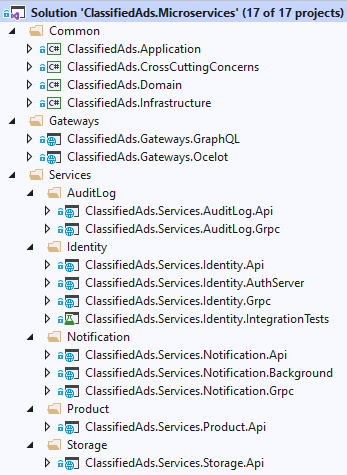 Solution 'ClassifiedAds.Microservices' (17 of 17 projects)
Common
C# ClassifiedAds.Application
C# ClassifiedAds.CrossCuttingConcerns
C# ClassifiedAds.Domain
C# ClassifiedAds.Infrastructure
Gateways
ClassifiedAds.Gateways.GraphQL
ClassifiedAds.Gateways.Ocelot
Services
AuditLog
ClassifiedAds.Services.AuditLog.Api
ClassifiedAds.Services.AuditLog.Grpc
Identity
ClassifiedAds.Services.Identity.Api
ClassifiedAds.Services.Identity.AuthServer
ClassifiedAds.Services.Identity.Grpc
ClassifiedAds.Services.Identity.IntegrationTests
Notification
ClassifiedAds.Services.Notification.Api
ClassifiedAds.Services.Notification.Background
ClassifiedAds.Services.Notification.Grpc
Product
ClassifiedAds.Services.Product.Api
Storage
ClassifiedAds.Services.Storage.Api